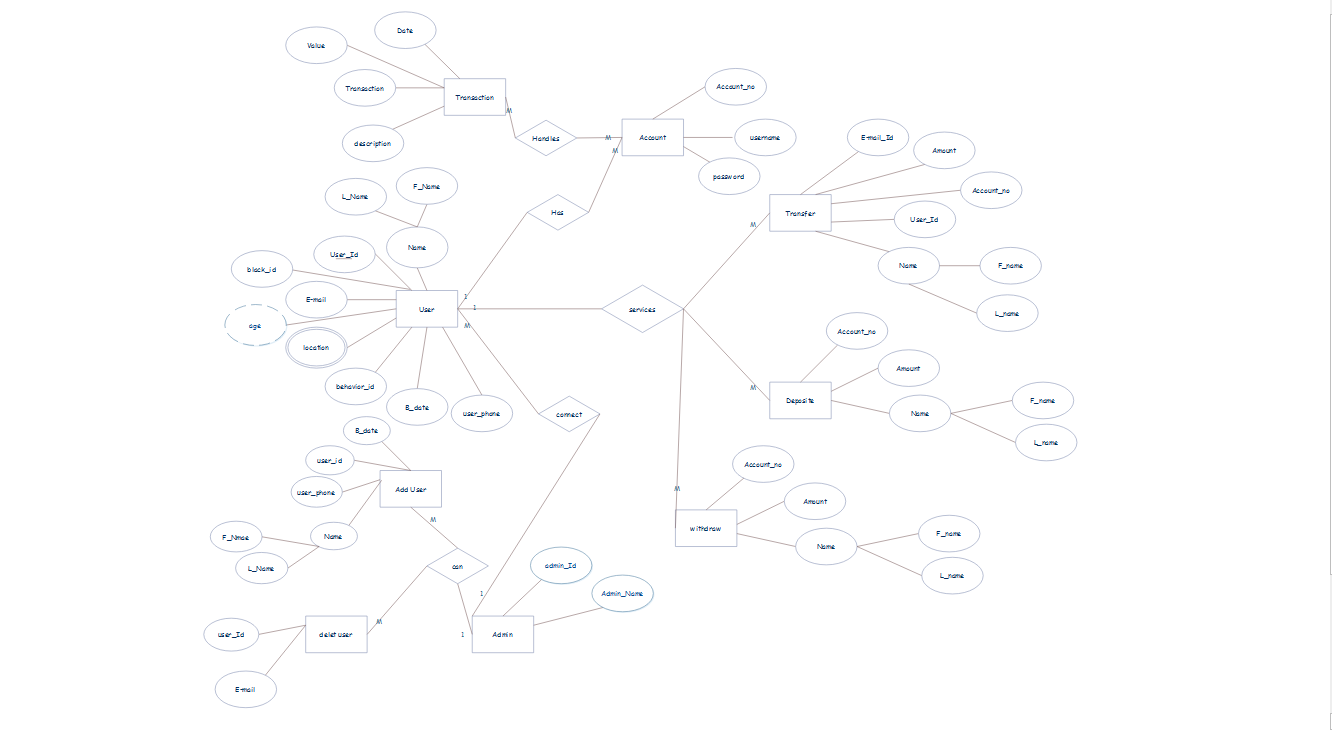 Date
Value
Transaction
Transaction
description
M
Handles
M
Account
Account_no
username
password
M
Has
L_Name
F_Name
Name
User_Id
black_id
E-mail
age
location
behavior_id
B_date
user_phone
User
1
1
M
services
connect
E-mail_Id
Amount
Account_no
User_Id
Name
F_name
L_name
Transfer
M
Account_no
Amount
Name
F_name
L_name
Deposite
M
Account_no
Amount
Name
F_name
L_name
withdraw
M
B_date
user_id
user_phone
Name
F_Nmae
L_Name
Add User
M
can
admin_Id
Admin_Name
1
1
Admin
M
delet user
user_Id
E-mail